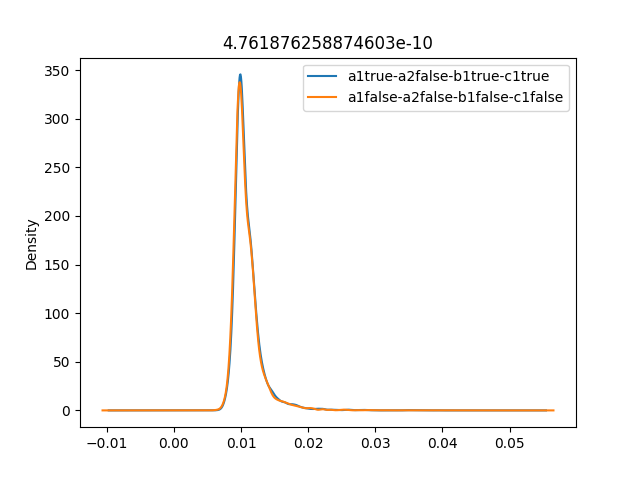 4.761876258874603e-10
a1true-a2false-b1true-c1true
a1false-a2false-b1false-c1false
Density
350
300
250
200
150
100
50
0
−0.01 0.00 0.01 0.02 0.03 0.04 0.05